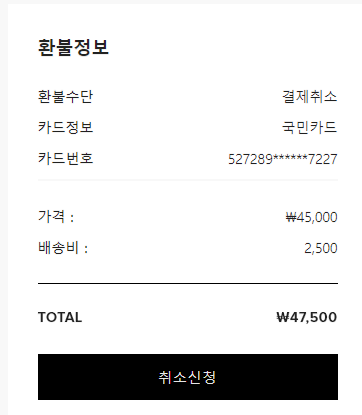 환불정보
환불수단 결제취소
카드정보 국민카드
카드번호 527289******7227
가격 : ₩45,000
배송비 : 2,500
TOTAL ₩47,500
취소신청